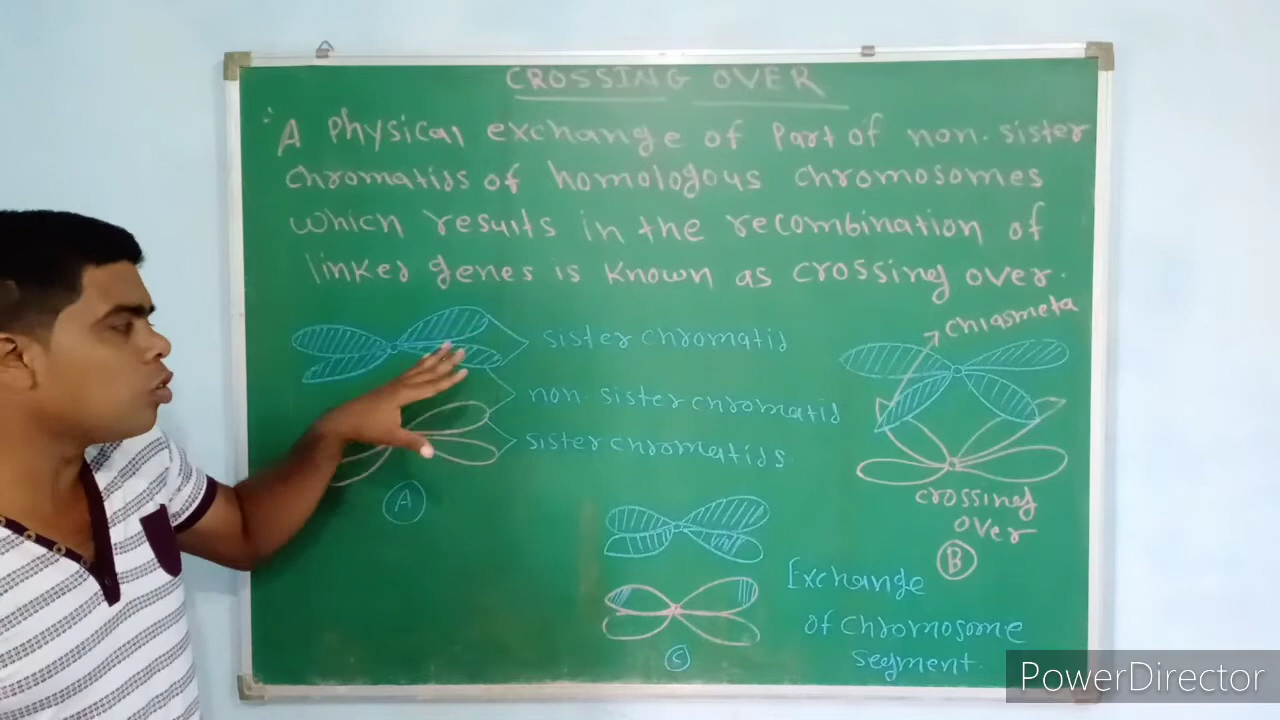 CROSSING OVER
A Physical exchange of Part of non-sister
chromatids of homologous chromosomes
which results in the recombination of
linked genes is known as crossing over.
chiasmeta
sister chromatid
non-sister chromatid
sister chromatids
A
crossing
over
B
Exchange
of chromosome
segment.
C
PowerDirector